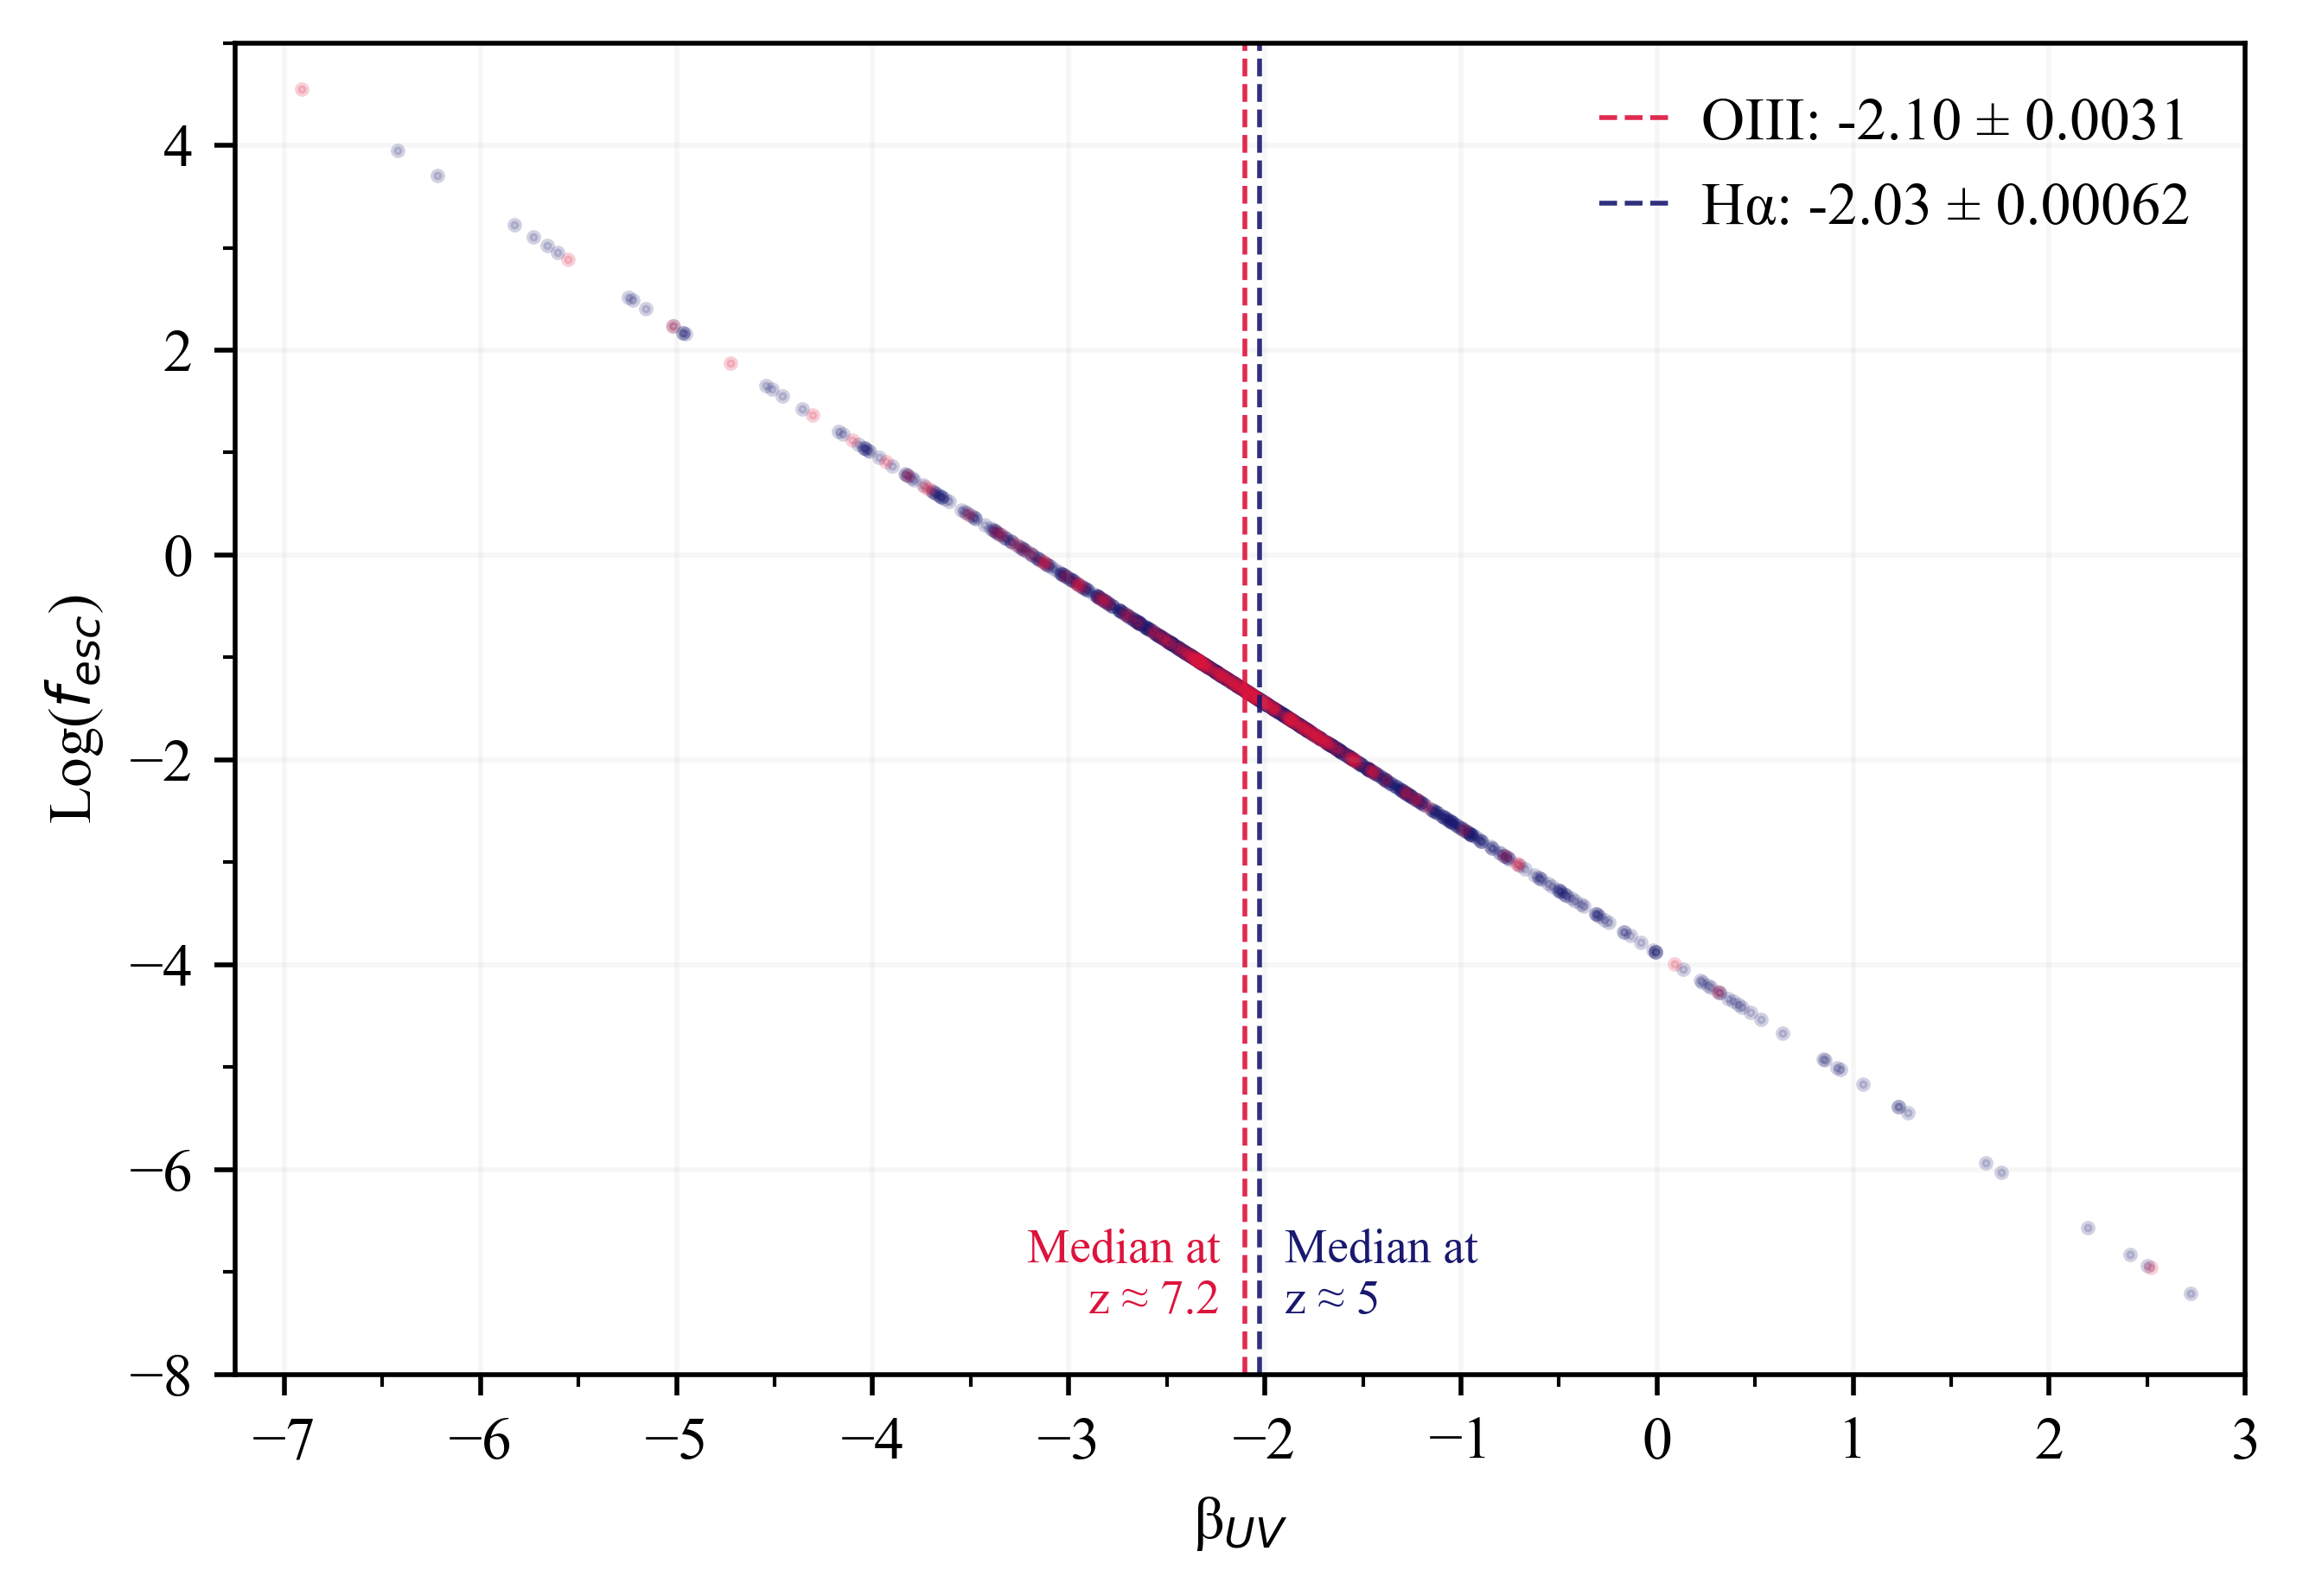 OIII: -2.10 ± 0.0031
Hα: -2.03 ± 0.00062
4
2
0
−2
−4
−6
−8
Log(f_esc)
Median at
z ≈ 7.2
Median at
z ≈ 5
−7 −6 −5 −4 −3 −2 −1 0 1 2 3
β_UV